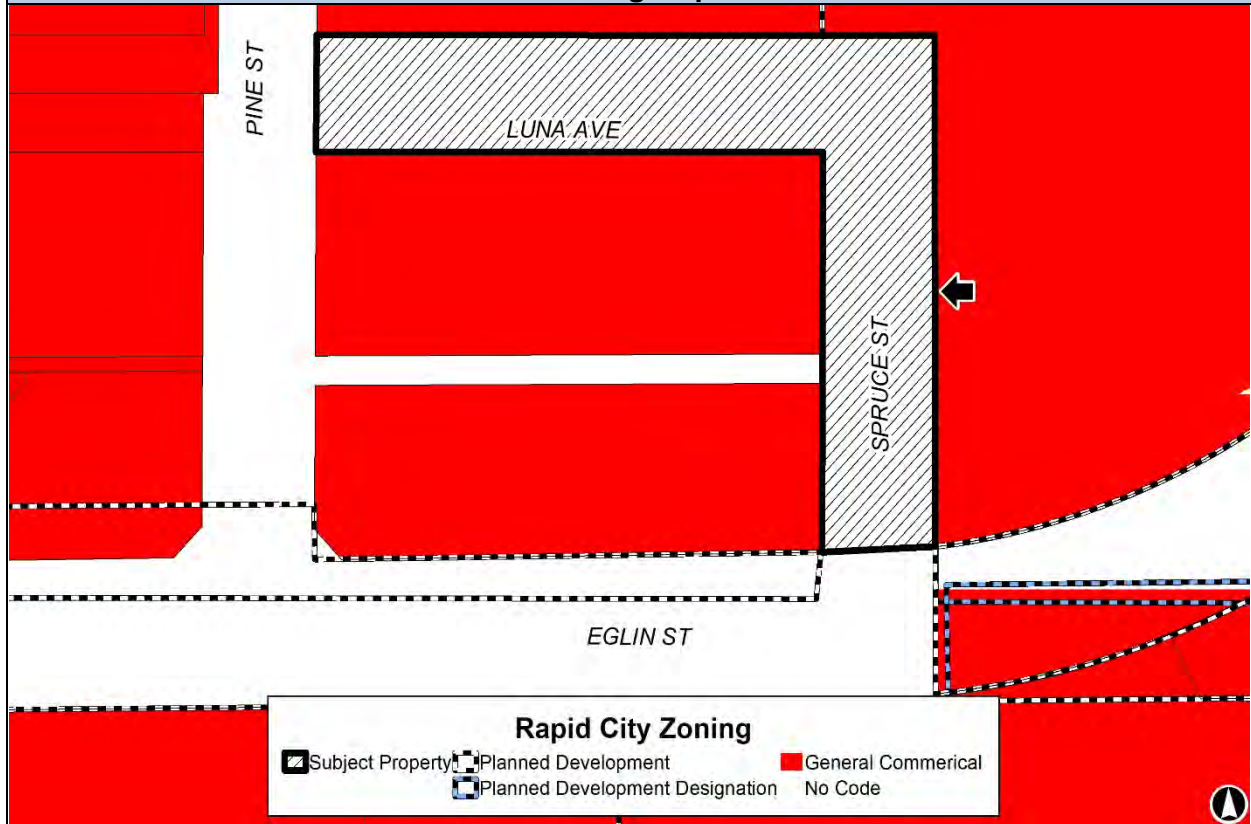 PINE ST
LUNA AVE
SPRUCE ST
EGLIN ST
Rapid City Zoning
Subject Property
Planned Development
General Commerical
Planned Development Designation
No Code